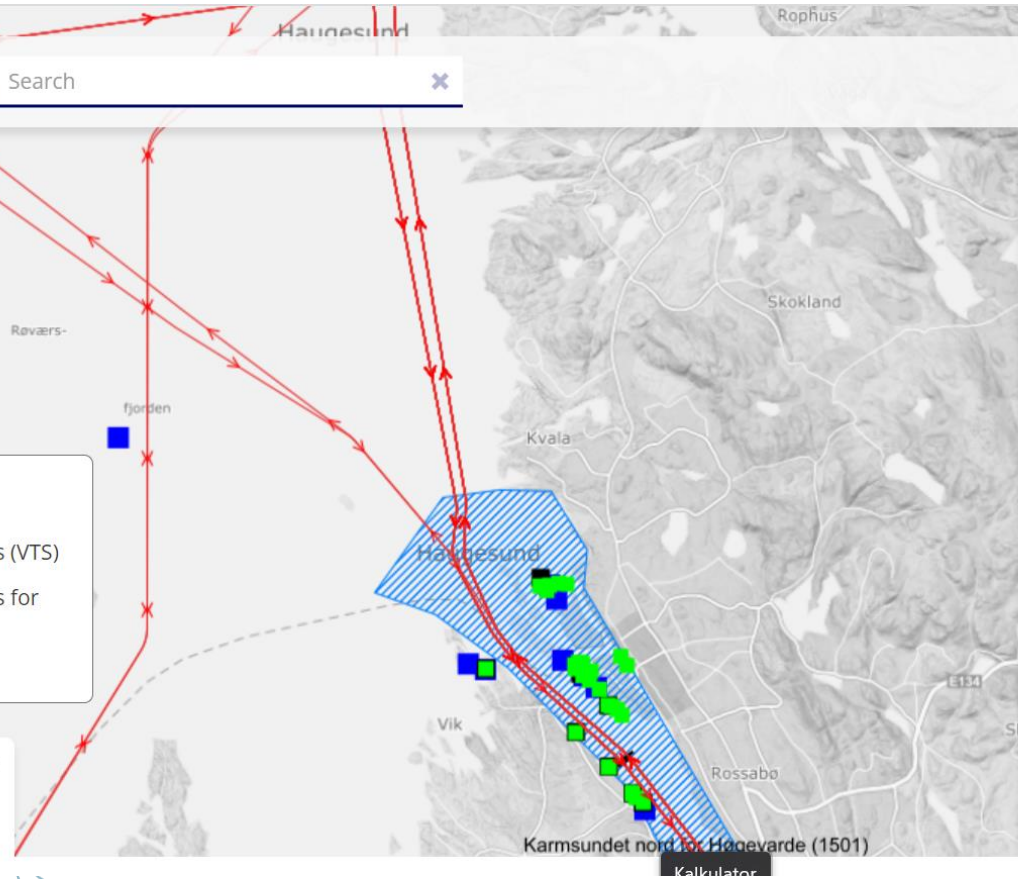 Rophus
Haugesund
Search
Skokland
Røværs-
fjorden
Kvala
s (VTS)
Haugesund
s for
E134
Vik
Rossabø
Karmsundet nord for Høgevarde (1501)
Kalkulator